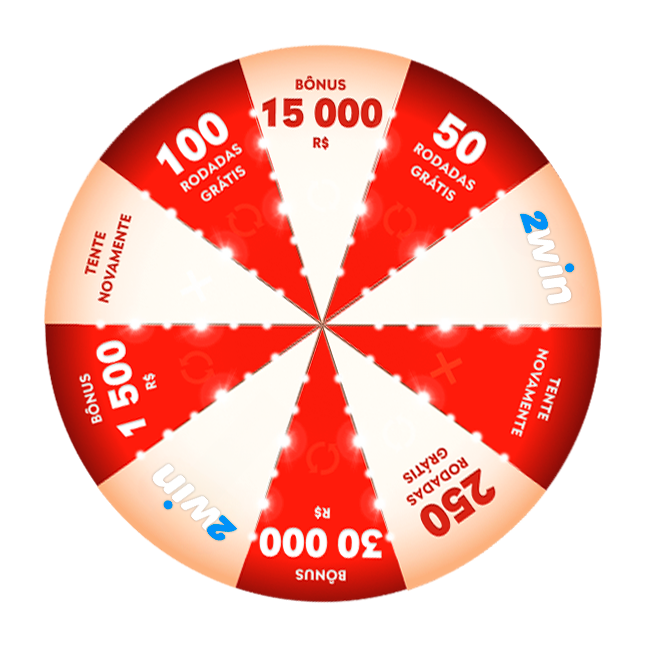 BÔNUS
15 000
R$
50
RODADAS
GRÁTIS
2win
TENTE
NOVAMENTE
250
RODADAS
GRÁTIS
BÔNUS
30 000
R$
2win
BÔNUS
1 500
R$
TENTE
NOVAMENTE
100
RODADAS
GRÁTIS